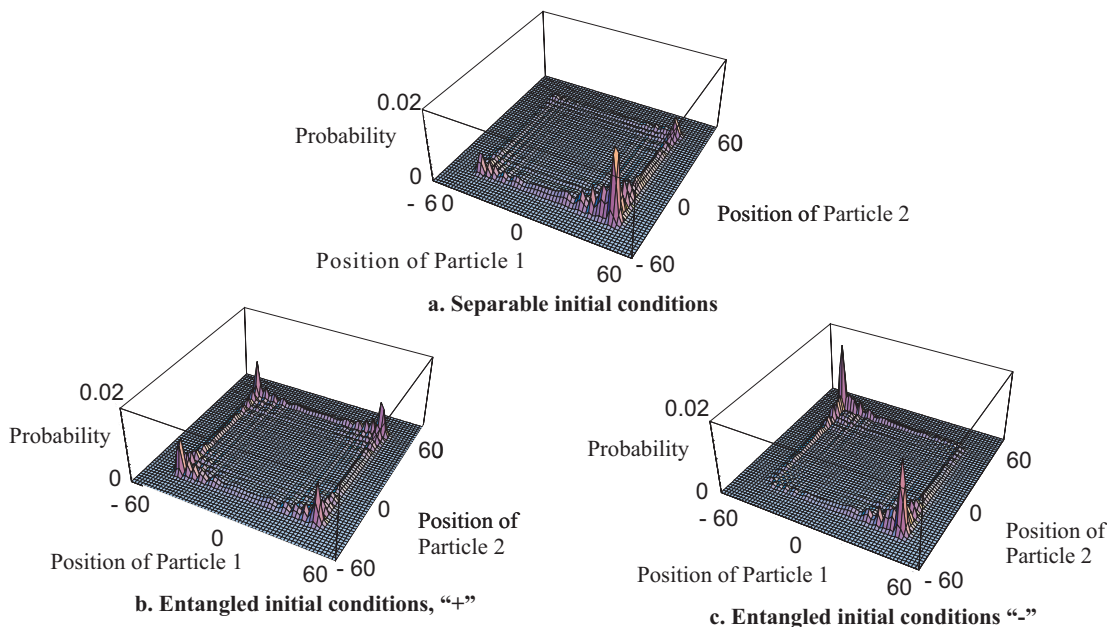 0.02
Probability
0
- 6 0
0
60
- 60
0
60
Position of Particle 1
Position of Particle 2
a. Separable initial conditions
0.02
Probability
0
- 60
0
60
- 60
0
60
Position of Particle 1
Position of
Particle 2
b. Entangled initial conditions, “+”
0.02
Probability
0
- 60
0
60
- 60
0
60
Position of Particle 1
Position of
Particle 2
c. Entangled initial conditions “-”